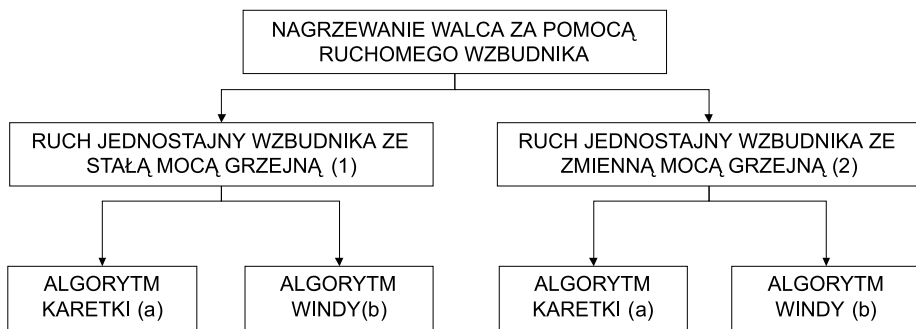 NAGRZEWANIE WALCA ZA POMOCĄ
RUCHOMEGO WZBUDNIKA
RUCH JEDNOSTAJNY WZBUDNIKA ZE
STAŁĄ MOCĄ GRZEJNĄ (1)
RUCH JEDNOSTAJNY WZBUDNIKA ZE
ZMIENNĄ MOCĄ GRZEJNĄ (2)
ALGORYTM
KARETKI (a)
ALGORYTM
WINDY(b)
ALGORYTM
KARETKI (a)
ALGORYTM
WINDY (b)